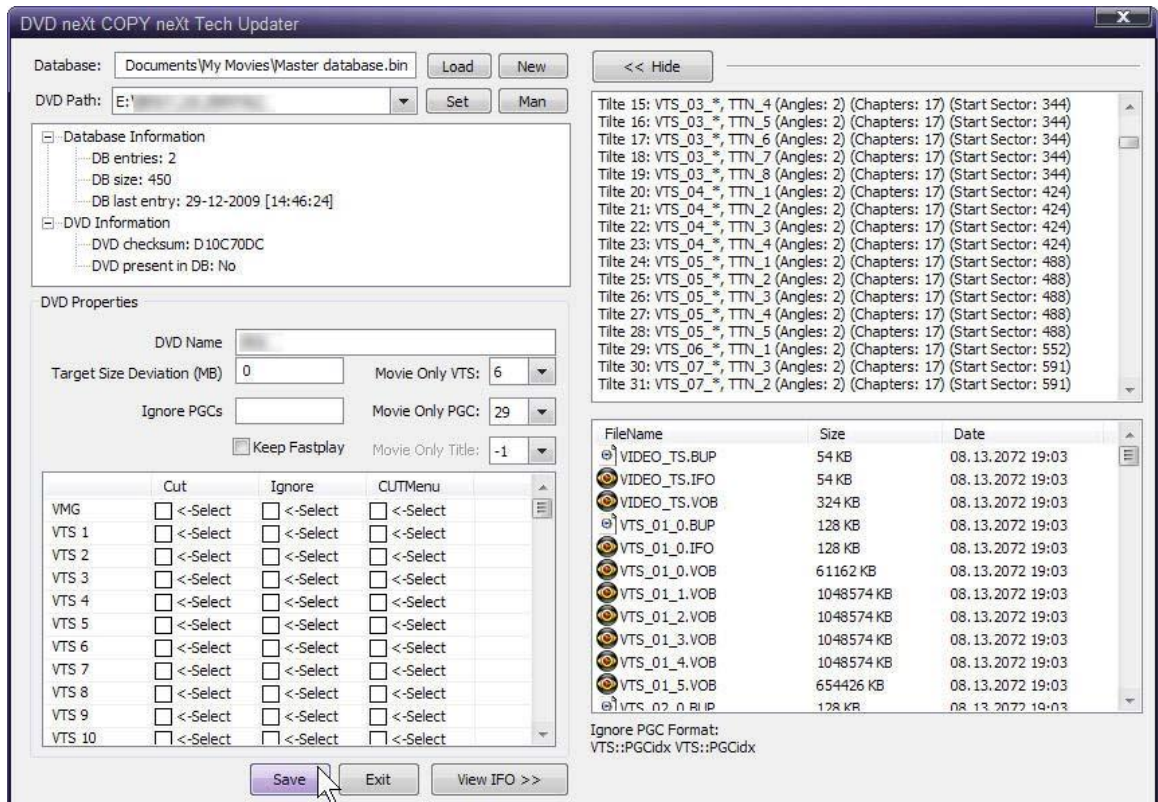 DVD neXt COPY neXt Tech Updater
X
Database: Documents\My Movies\Master database.bin Load New
DVD Path: E:\ Set Man
Database Information
DB entries: 2
DB size: 450
DB last entry: 29-12-2009 [14:46:24]
DVD Information
DVD checksum: D10C70DC
DVD present in DB: No
DVD Properties
DVD Name
Target Size Deviation (MB) 0 Movie Only VTS: 6
Ignore PGCs Movie Only PGC: 29
Keep Fastplay Movie Only Title: -1
Cut Ignore CUTMenu
VMG <-Select <-Select <-Select
VTS 1 <-Select <-Select <-Select
VTS 2 <-Select <-Select <-Select
VTS 3 <-Select <-Select <-Select
VTS 4 <-Select <-Select <-Select
VTS 5 <-Select <-Select <-Select
VTS 6 <-Select <-Select <-Select
VTS 7 <-Select <-Select <-Select
VTS 8 <-Select <-Select <-Select
VTS 9 <-Select <-Select <-Select
VTS 10 <-Select <-Select <-Select
Save Exit View IFO >>
<< Hide
Tilte 15: VTS_03_*, TTN_4 (Angles: 2) (Chapters: 17) (Start Sector: 344)
Tilte 16: VTS_03_*, TTN_5 (Angles: 2) (Chapters: 17) (Start Sector: 344)
Tilte 17: VTS_03_*, TTN_6 (Angles: 2) (Chapters: 17) (Start Sector: 344)
Tilte 18: VTS_03_*, TTN_7 (Angles: 2) (Chapters: 17) (Start Sector: 344)
Tilte 19: VTS_03_*, TTN_8 (Angles: 2) (Chapters: 17) (Start Sector: 344)
Tilte 20: VTS_04_*, TTN_1 (Angles: 2) (Chapters: 17) (Start Sector: 424)
Tilte 21: VTS_04_*, TTN_2 (Angles: 2) (Chapters: 17) (Start Sector: 424)
Tilte 22: VTS_04_*, TTN_3 (Angles: 2) (Chapters: 17) (Start Sector: 424)
Tilte 23: VTS_04_*, TTN_4 (Angles: 2) (Chapters: 17) (Start Sector: 424)
Tilte 24: VTS_05_*, TTN_1 (Angles: 2) (Chapters: 17) (Start Sector: 488)
Tilte 25: VTS_05_*, TTN_2 (Angles: 2) (Chapters: 17) (Start Sector: 488)
Tilte 26: VTS_05_*, TTN_3 (Angles: 2) (Chapters: 17) (Start Sector: 488)
Tilte 27: VTS_05_*, TTN_4 (Angles: 2) (Chapters: 17) (Start Sector: 488)
Tilte 28: VTS_05_*, TTN_5 (Angles: 2) (Chapters: 17) (Start Sector: 488)
Tilte 29: VTS_06_*, TTN_1 (Angles: 2) (Chapters: 17) (Start Sector: 552)
Tilte 30: VTS_07_*, TTN_3 (Angles: 2) (Chapters: 17) (Start Sector: 591)
Tilte 31: VTS_07_*, TTN_2 (Angles: 2) (Chapters: 17) (Start Sector: 591)
FileName Size Date
VIDEO_TS.BUP 54 KB 08.13.2072 19:03
VIDEO_TS.IFO 54 KB 08.13.2072 19:03
VIDEO_TS.VOB 324 KB 08.13.2072 19:03
VTS_01_0.BUP 128 KB 08.13.2072 19:03
VTS_01_0.IFO 128 KB 08.13.2072 19:03
VTS_01_0.VOB 61162 KB 08.13.2072 19:03
VTS_01_1.VOB 1048574 KB 08.13.2072 19:03
VTS_01_2.VOB 1048574 KB 08.13.2072 19:03
VTS_01_3.VOB 1048574 KB 08.13.2072 19:03
VTS_01_4.VOB 1048574 KB 08.13.2072 19:03
VTS_01_5.VOB 654426 KB 08.13.2072 19:03
VTS_02_0.BUP 128 KB 08.13.2072 19:03
Ignore PGC Format:
VTS::PGCidx VTS::PGCidx